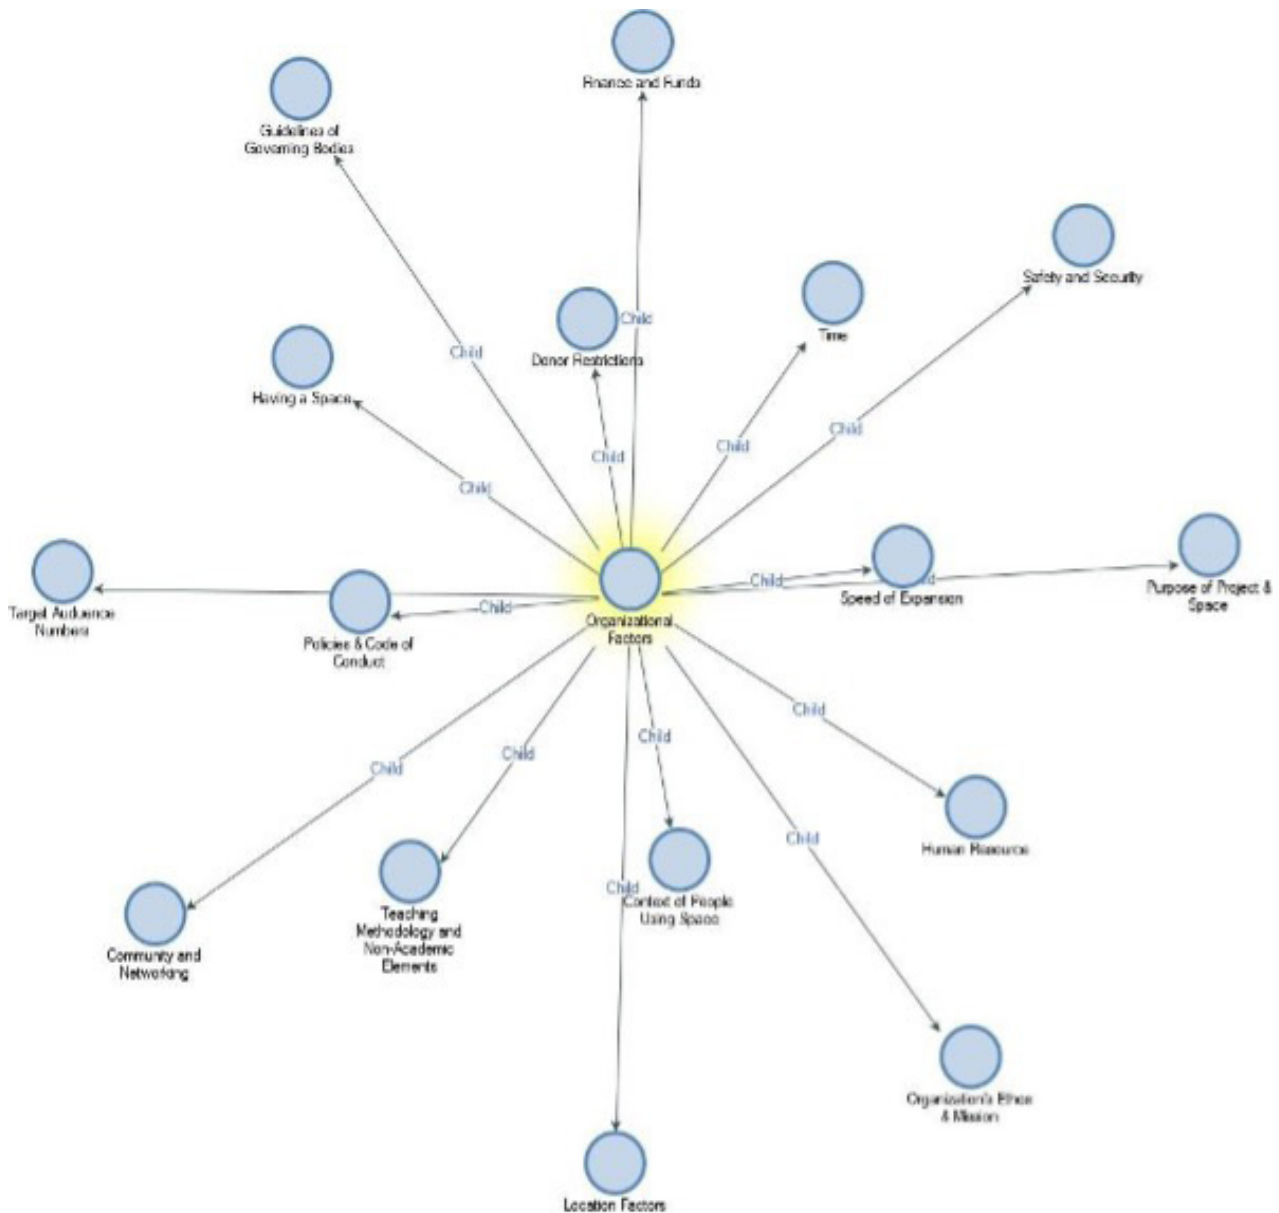 Finance and Funds
Guidelines of
Governing Bodies
Safety and Security
Child
Donor Restrictions
Time
Child
Having a Space
Child
Child
Child
Child
Child
Target Auduence
Numbers
Policies & Code of
Conduct
Child
Organizational
Factors
Child
Speed of Expansion
Purpose of Project &
Space
Child
Child
Child
Child
Child
Human Resource
Child
Context of People
Using Space
Community and
Networking
Teaching
Methodology and
Non-Academic
Elements
Organization's Ethos
& Mission
Location Factors